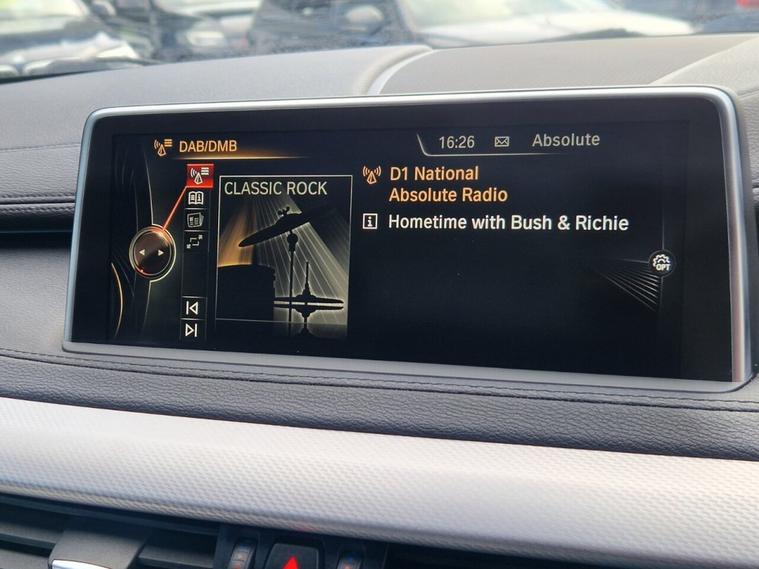 DAB/DMB
16:26
Absolute
CLASSIC ROCK
D1 National
Absolute Radio
Hometime with Bush & Richie
OPT